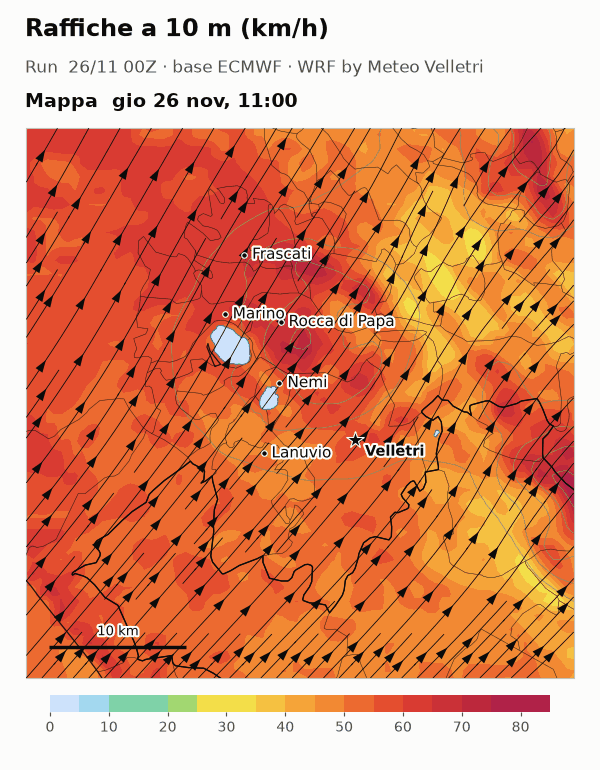 Raffiche a 10 m (km/h)
Run  26/11 00Z · base ECMWF · WRF by Meteo Velletri
Mappa  gio 26 nov, 11:00
Frascati
Marino
Rocca di Papa
Nemi
Velletri
Lanuvio
10 km
0 10 20 30 40 50 60 70 80